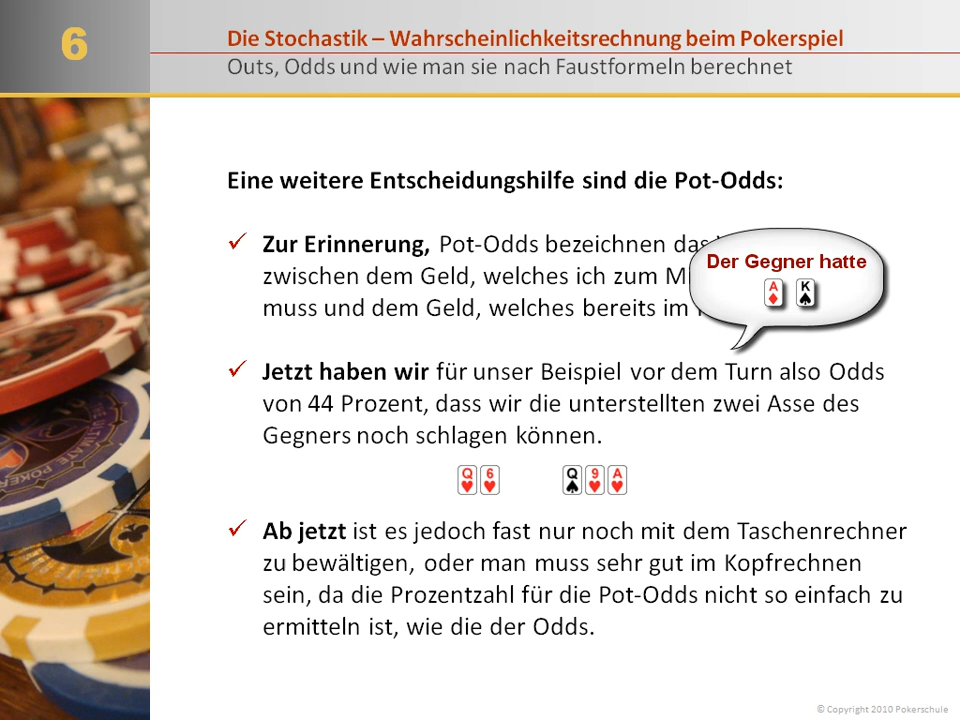 6
Die Stochastik – Wahrscheinlichkeitsrechnung beim Pokerspiel
Outs, Odds und wie man sie nach Faustformeln berechnet
Eine weitere Entscheidungshilfe sind die Pot-Odds:
Zur Erinnerung, Pot-Odds bezeichnen das
zwischen dem Geld, welches ich zum
muss und dem Geld, welches bereits im
Der Gegner hatte
A K
Jetzt haben wir für unser Beispiel vor dem Turn also Odds
von 44 Prozent, dass wir die unterstellten zwei Asse des
Gegners noch schlagen können.
Q 6 Q 9 A
Ab jetzt ist es jedoch fast nur noch mit dem Taschenrechner
zu bewältigen, oder man muss sehr gut im Kopfrechnen
sein, da die Prozentzahl für die Pot-Odds nicht so einfach zu
ermitteln ist, wie die der Odds.
ULTIMATE POKER
© Copyright 2010 Pokerschule